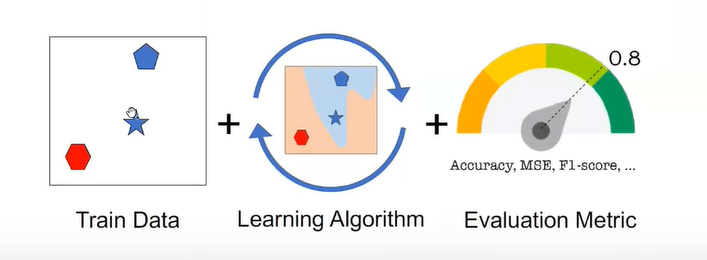 0.8
Accuracy, MSE, F1-score, ...
Train Data
Learning Algorithm
Evaluation Metric